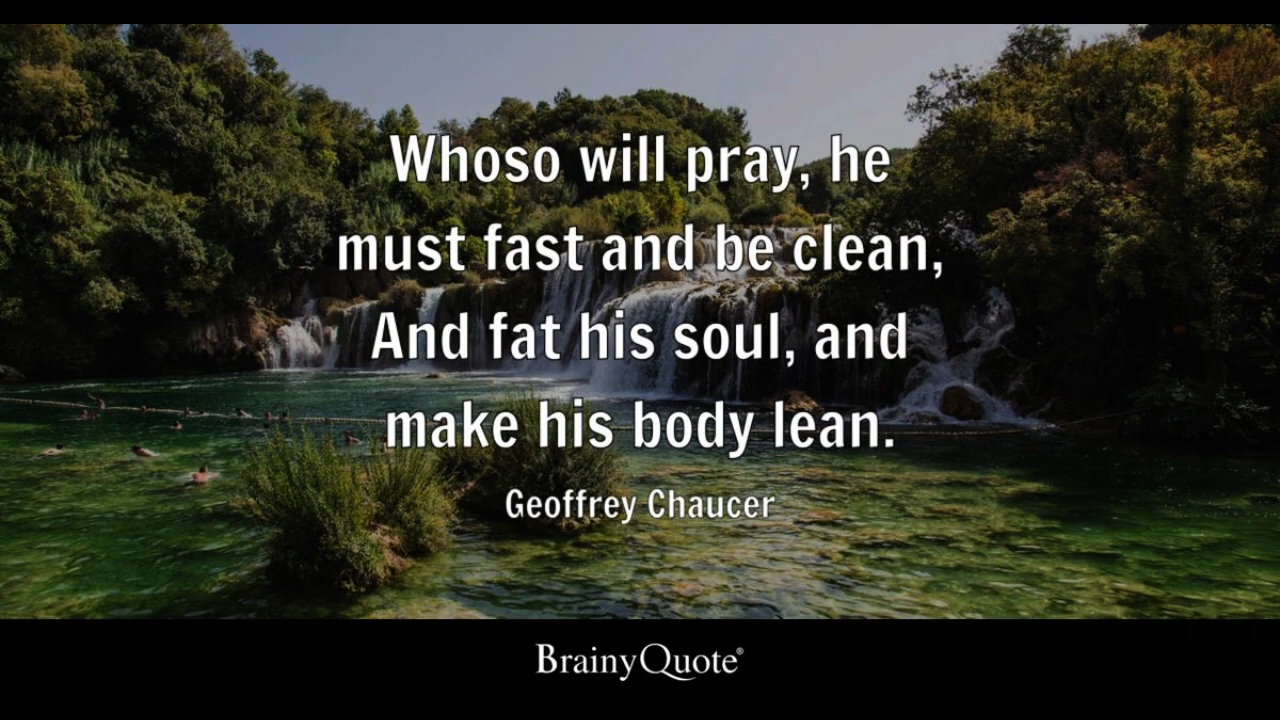 Whoso will pray, he
must fast and be clean,
And fat his soul, and
make his body lean.
Geoffrey Chaucer
BrainyQuote®